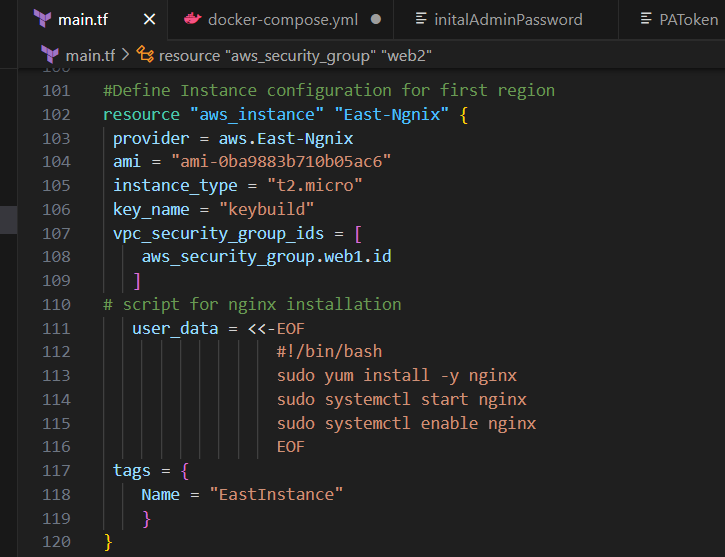 main.tf docker-compose.yml initalAdminPassword PAToken
main.tf > resource "aws_security_group" "web2"
101 #Define Instance configuration for first region
102 resource "aws_instance" "East-Ngnix" {
103 provider = aws.East-Ngnix
104 ami = "ami-0ba9883b710b05ac6"
105 instance_type = "t2.micro"
106 key_name = "keybuild"
107 vpc_security_group_ids = [
108 aws_security_group.web1.id
109 ]
110 # script for nginx installation
111 user_data = <<-EOF
112 #!/bin/bash
113 sudo yum install -y nginx
114 sudo systemctl start nginx
115 sudo systemctl enable nginx
116 EOF
117 tags = {
118 Name = "EastInstance"
119 }
120 }